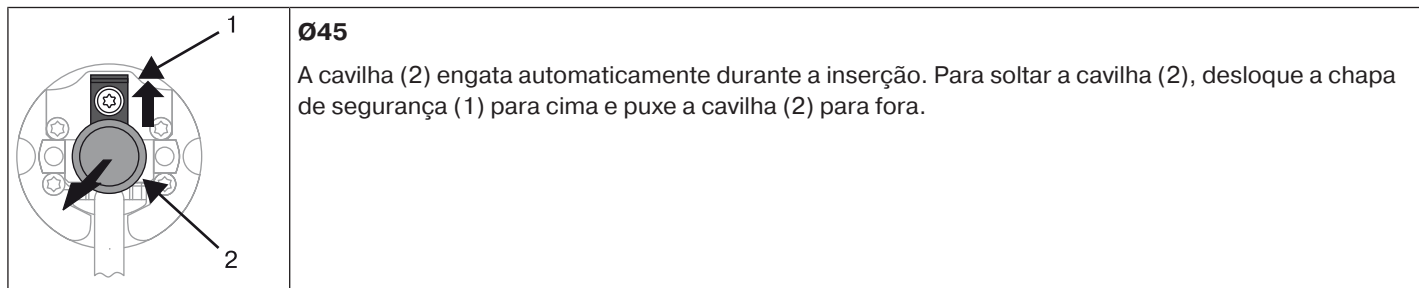 1
2
Ø45
A cavilha (2) engata automaticamente durante a inserção. Para soltar a cavilha (2), desloque a chapa
de segurança (1) para cima e puxe a cavilha (2) para fora.